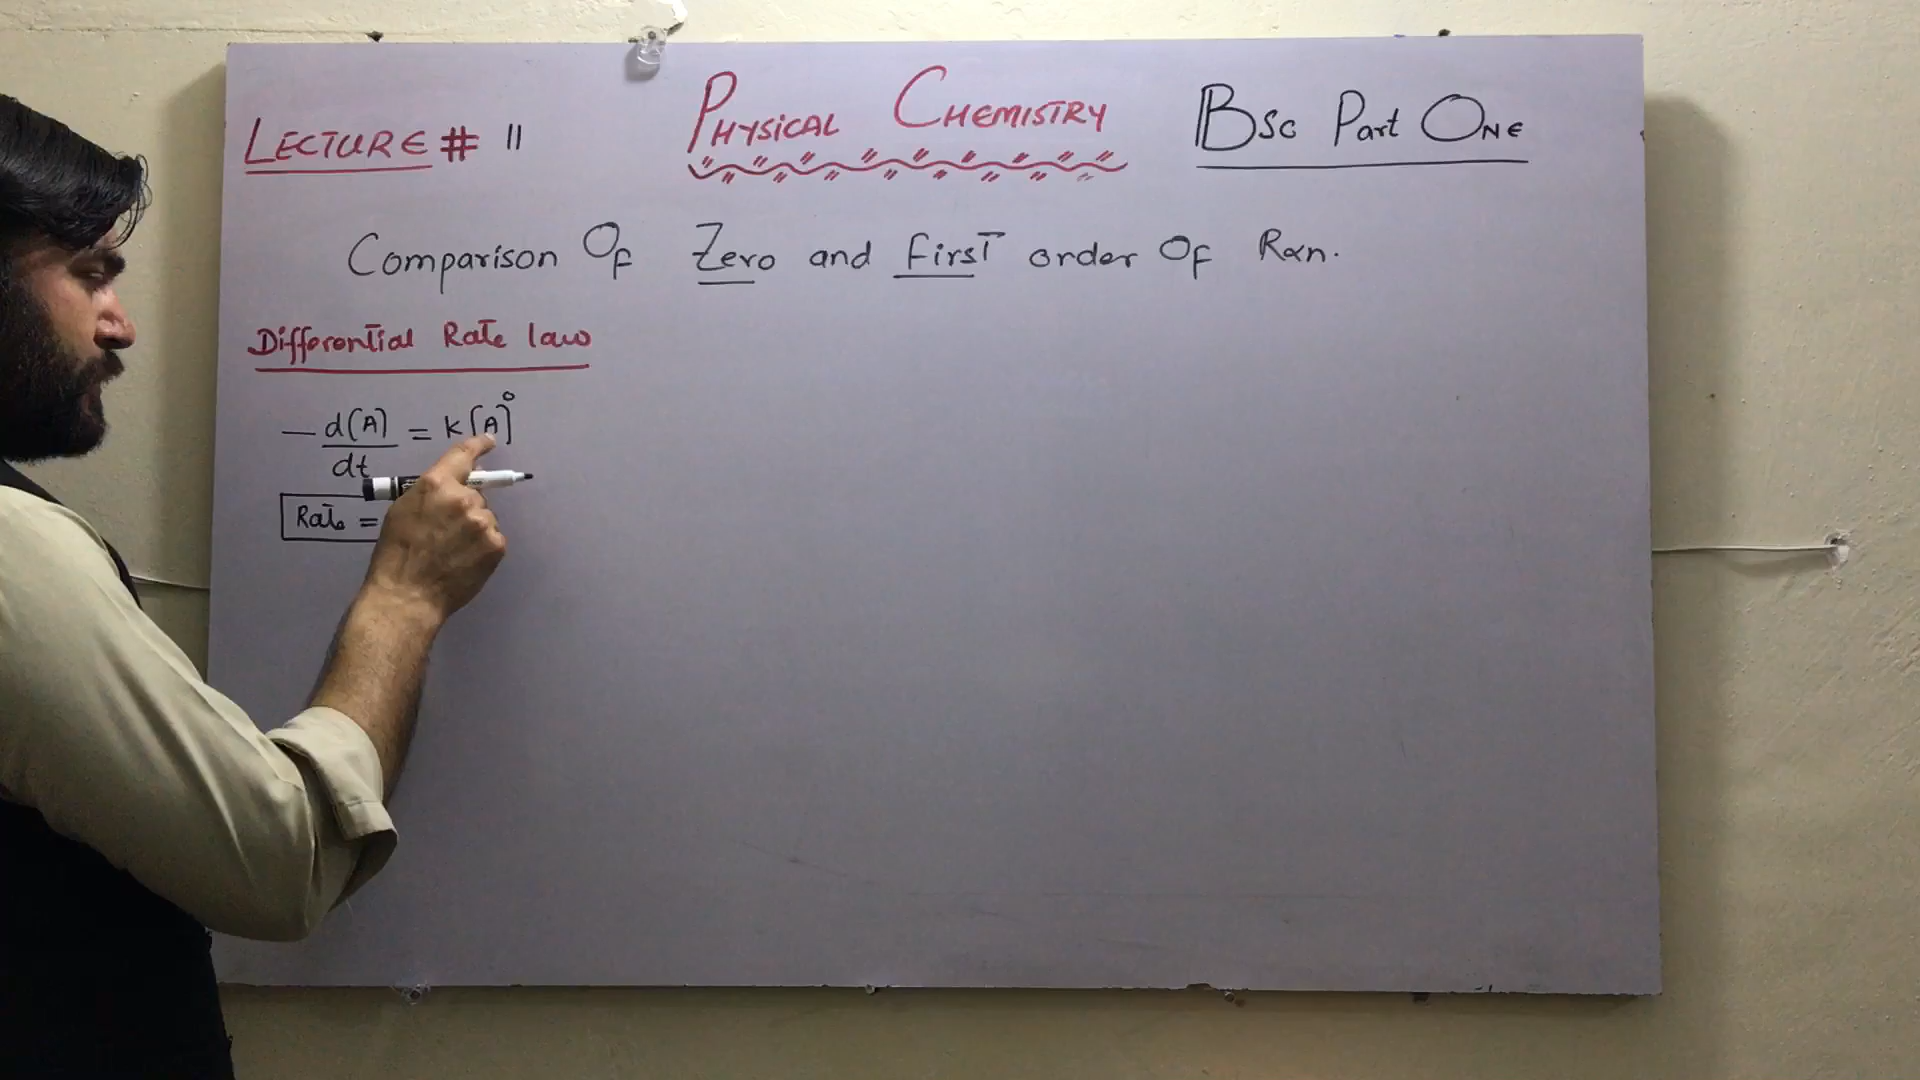 LECTURE # 11
PHYSICAL CHEMISTRY
BSc Part ONE
Comparison Of Zero and First order Of Rxn.
Differential Rate law
— d[A] = k[A]⁰
dt
Rate =